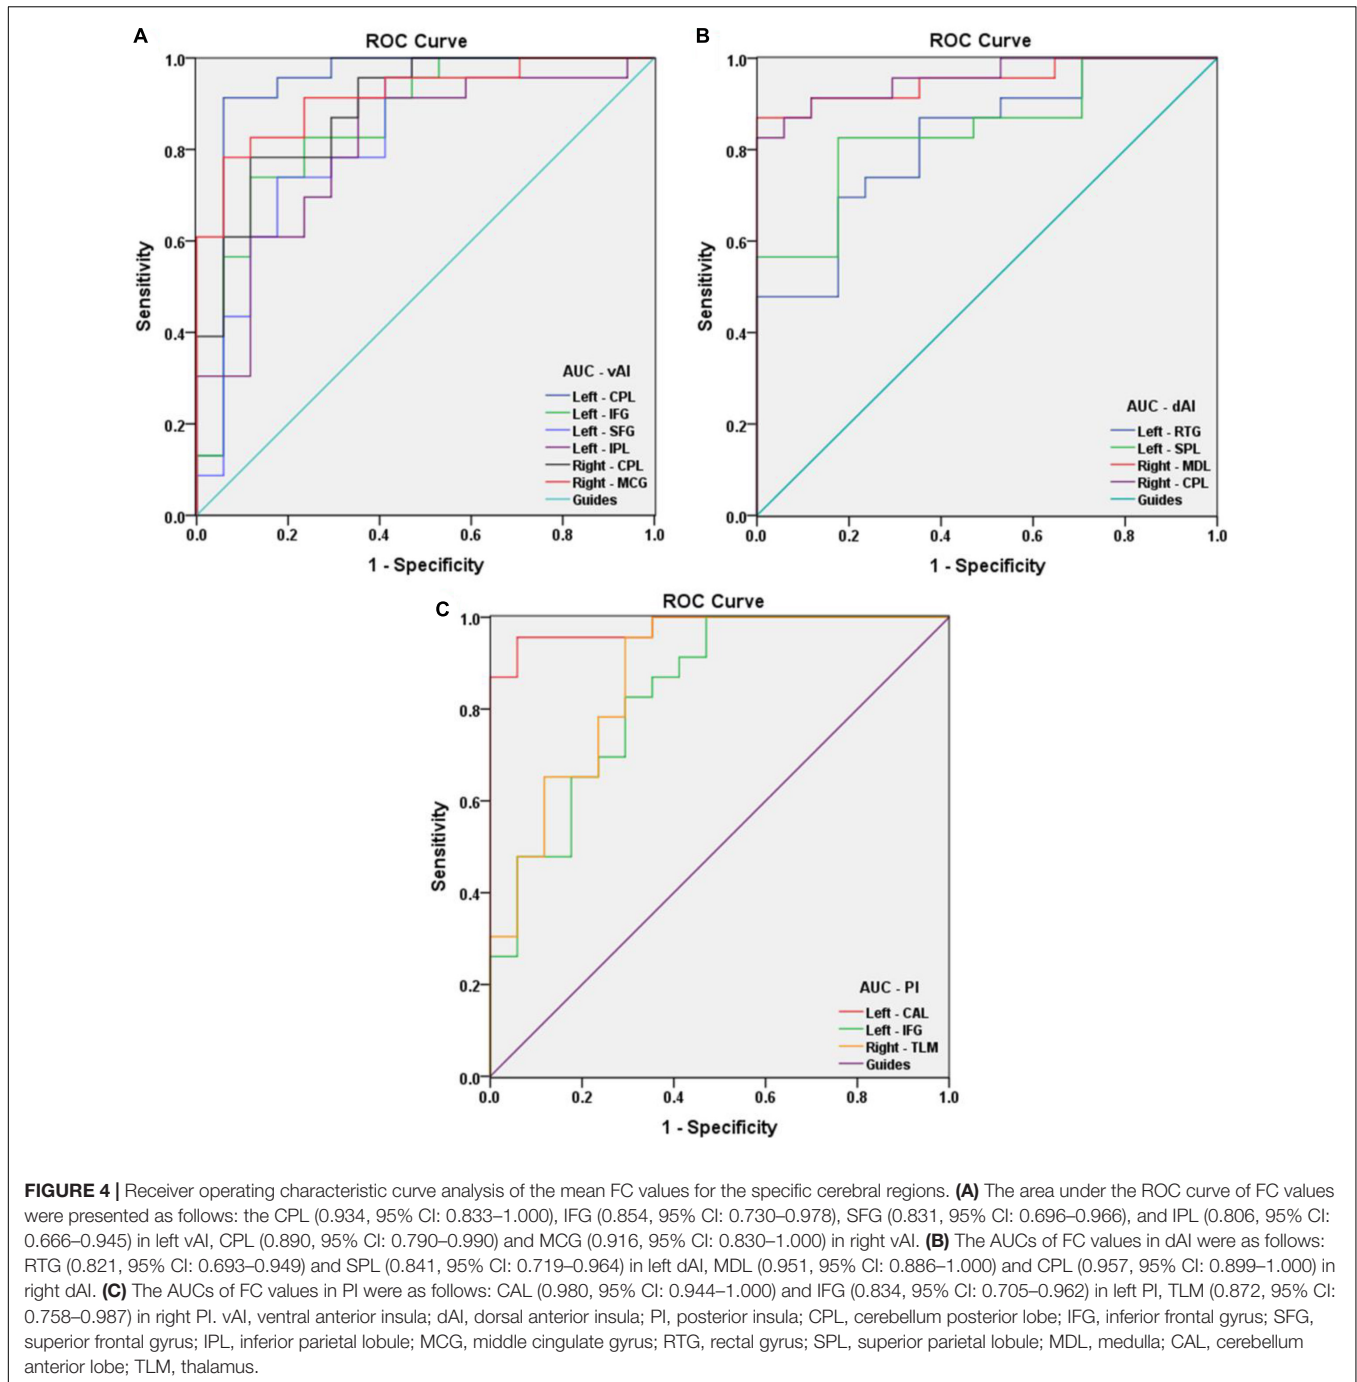 A
ROC Curve
1.0
0.8
0.6
0.4
0.2
0.0
Sensitivity
0.0 0.2 0.4 0.6 0.8 1.0
1 - Specificity
AUC - vAI
Left - CPL
Left - IFG
Left - SFG
Left - IPL
Right - CPL
Right - MCG
Guides
B
ROC Curve
1.0
0.8
0.6
0.4
0.2
0.0
Sensitivity
0.0 0.2 0.4 0.6 0.8 1.0
1 - Specificity
AUC - dAI
Left - RTG
Left - SPL
Right - MDL
Right - CPL
Guides
C
ROC Curve
1.0
0.8
0.6
0.4
0.2
0.0
Sensitivity
0.0 0.2 0.4 0.6 0.8 1.0
1 - Specificity
AUC - PI
Left - CAL
Left - IFG
Right - TLM
Guides
FIGURE 4 | Receiver operating characteristic curve analysis of the mean FC values for the specific cerebral regions. (A) The area under the ROC curve of FC values
were presented as follows: the CPL (0.934, 95% CI: 0.833–1.000), IFG (0.854, 95% CI: 0.730–0.978), SFG (0.831, 95% CI: 0.696–0.966), and IPL (0.806, 95% CI:
0.666–0.945) in left vAI, CPL (0.890, 95% CI: 0.790–0.990) and MCG (0.916, 95% CI: 0.830–1.000) in right vAI. (B) The AUCs of FC values in dAI were as follows:
RTG (0.821, 95% CI: 0.693–0.949) and SPL (0.841, 95% CI: 0.719–0.964) in left dAI, MDL (0.951, 95% CI: 0.886–1.000) and CPL (0.957, 95% CI: 0.899–1.000) in
right dAI. (C) The AUCs of FC values in PI were as follows: CAL (0.980, 95% CI: 0.944–1.000) and IFG (0.834, 95% CI: 0.705–0.962) in left PI, TLM (0.872, 95% CI:
0.758–0.987) in right PI. vAI, ventral anterior insula; dAI, dorsal anterior insula; PI, posterior insula; CPL, cerebellum posterior lobe; IFG, inferior frontal gyrus; SFG,
superior frontal gyrus; IPL, inferior parietal lobule; MCG, middle cingulate gyrus; RTG, rectal gyrus; SPL, superior parietal lobule; MDL, medulla; CAL, cerebellum
anterior lobe; TLM, thalamus.